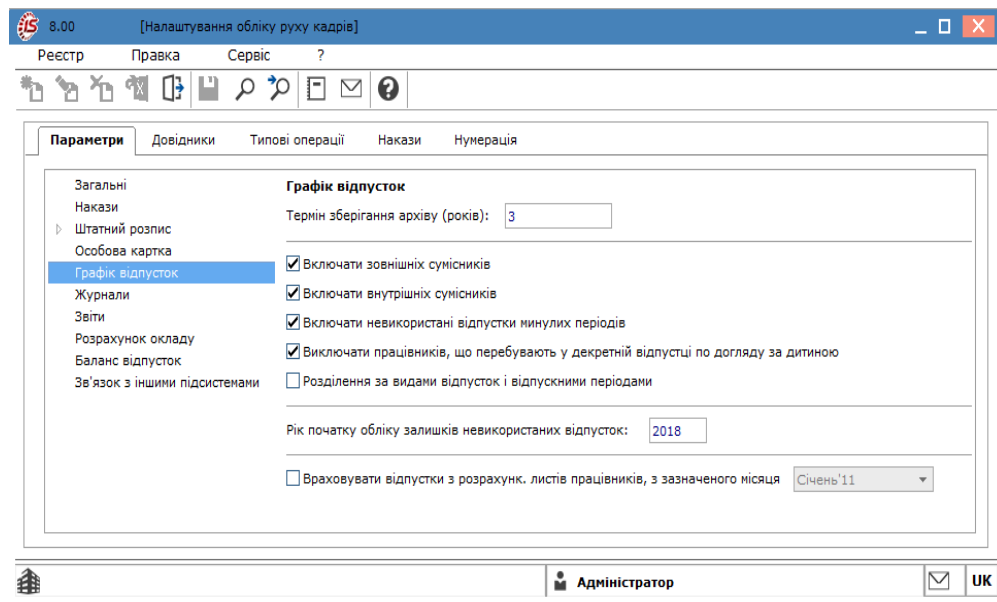 8.00 [Налаштування обліку руху кадрів]
Реєстр Правка Сервіс ?
Параметри Довідники Типові операції Накази Нумерація
Загальні
Накази
Штатний розпис
Особова картка
Графік відпусток
Журнали
Звіти
Розрахунок окладу
Баланс відпусток
Зв'язок з іншими підсистемами
Графік відпусток
Термін зберігання архіву (років): 3
Включати зовнішніх сумісників
Включати внутрішніх сумісників
Включати невикористані відпустки минулих періодів
Виключати працівників, що перебувають у декретній відпустці по догляду за дитиною
Розділення за видами відпусток і відпускними періодами
Рік початку обліку залишків невикористаних відпусток: 2018
Враховувати відпустки з розрахунк. листів працівників, з зазначеного місяця Січень'11
Адміністратор UK